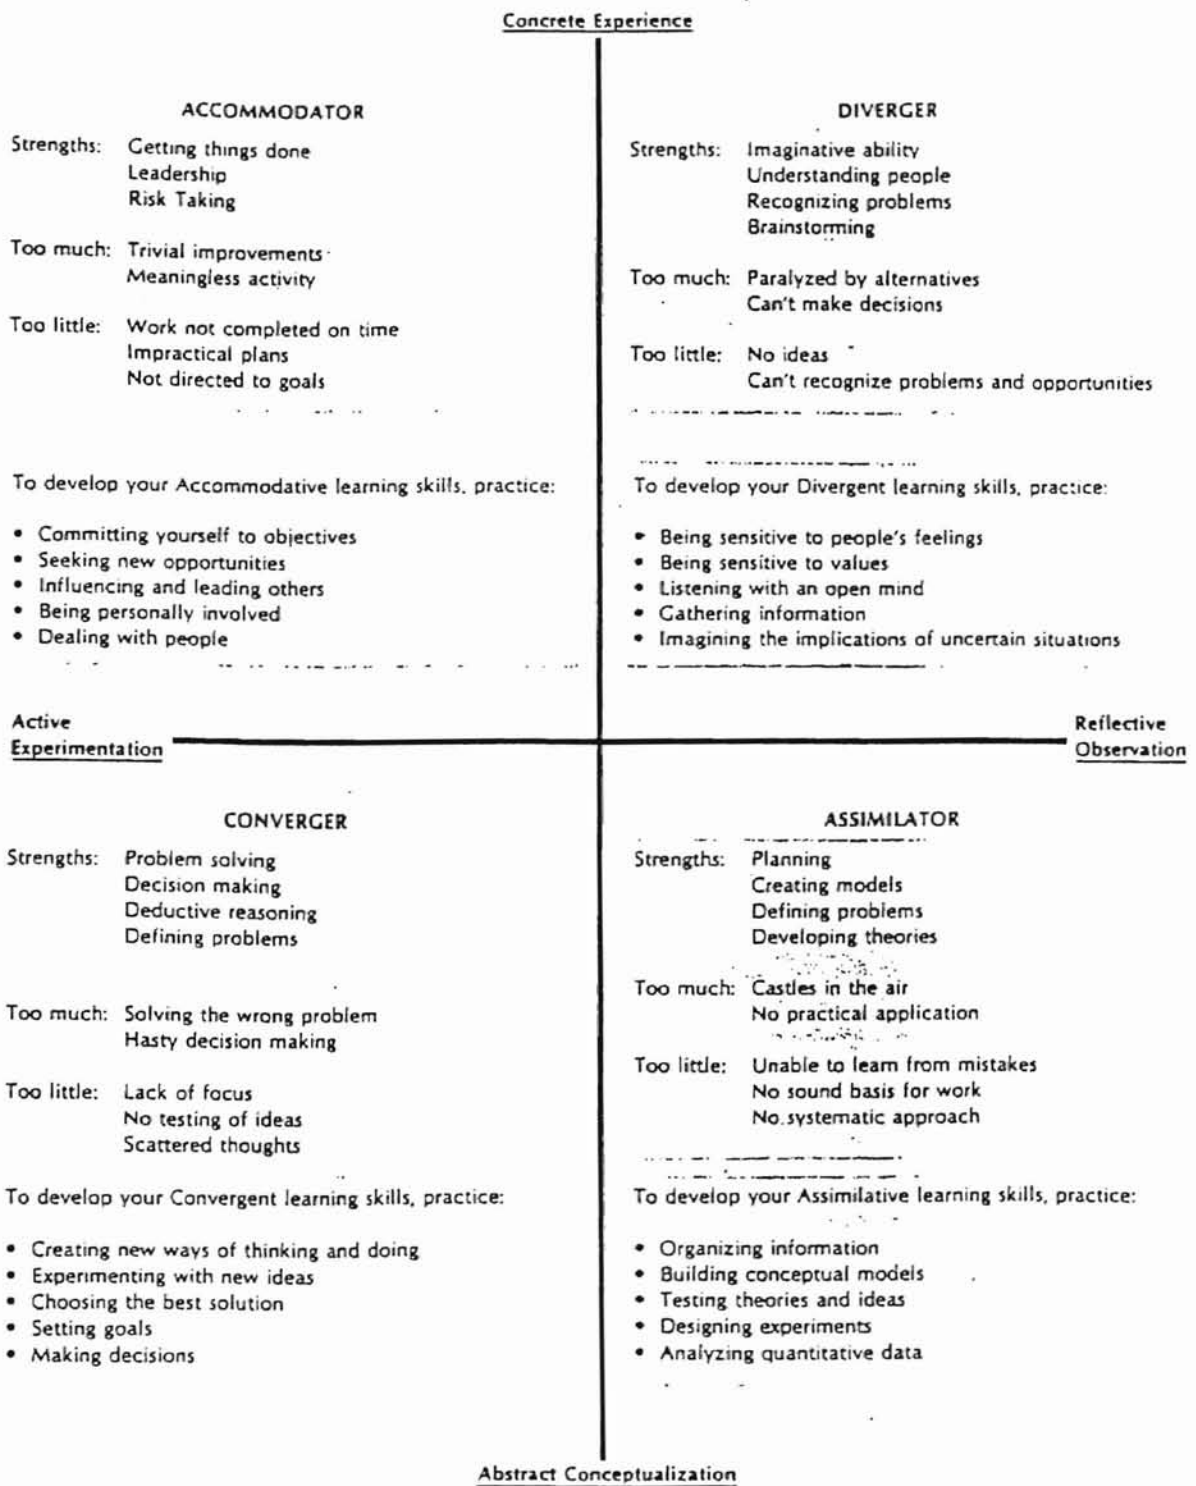 Concrete Experience
ACCOMMODATOR
Strengths: Getting things done
Leadership
Risk Taking
Too much: Trivial improvements
Meaningless activity
Too little: Work not completed on time
Impractical plans
Not directed to goals
To develop your Accommodative learning skills, practice:
• Committing yourself to objectives
• Seeking new opportunities
• Influencing and leading others
• Being personally involved
• Dealing with people
DIVERGER
Strengths: Imaginative ability
Understanding people
Recognizing problems
Brainstorming
Too much: Paralyzed by alternatives
Can't make decisions
Too little: No ideas
Can't recognize problems and opportunities
To develop your Divergent learning skills, practice:
• Being sensitive to people's feelings
• Being sensitive to values
• Listening with an open mind
• Gathering information
• Imagining the implications of uncertain situations
Active
Experimentation
Reflective
Observation
CONVERGER
Strengths: Problem solving
Decision making
Deductive reasoning
Defining problems
Too much: Solving the wrong problem
Hasty decision making
Too little: Lack of focus
No testing of ideas
Scattered thoughts
To develop your Convergent learning skills, practice:
• Creating new ways of thinking and doing
• Experimenting with new ideas
• Choosing the best solution
• Setting goals
• Making decisions
ASSIMILATOR
Strengths: Planning
Creating models
Defining problems
Developing theories
Too much: Castles in the air
No practical application
Too little: Unable to learn from mistakes
No sound basis for work
No systematic approach
To develop your Assimilative learning skills, practice:
• Organizing information
• Building conceptual models
• Testing theories and ideas
• Designing experiments
• Analyzing quantitative data
Abstract Conceptualization